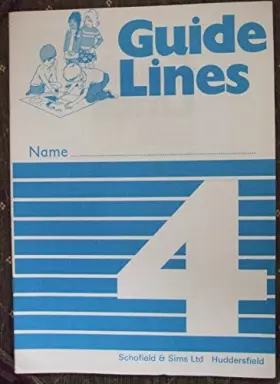 Guide
Lines
Name
4
Schofield & Sims Ltd Huddersfield